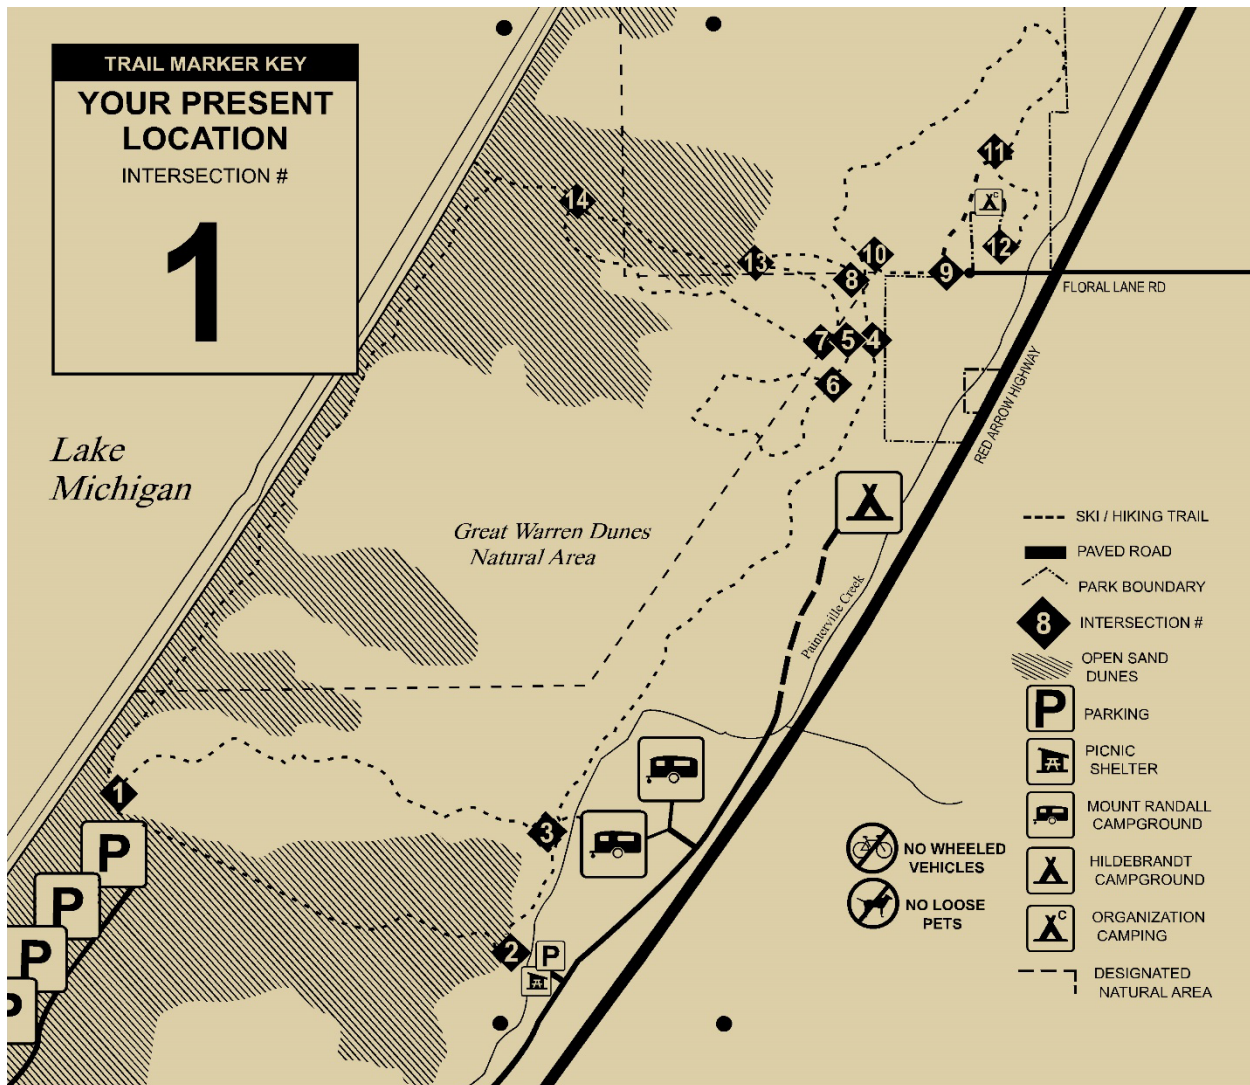 TRAIL MARKER KEY
YOUR PRESENT
LOCATION
INTERSECTION #
1
Lake
Michigan
Great Warren Dunes
Natural Area
14
13
10
8
9
11
C
12
7
5
4
6
FLORAL LANE RD
RED ARROW HIGHWAY
Painterville Creek
1
3
2
P
P
P
P
P
SKI / HIKING TRAIL
PAVED ROAD
PARK BOUNDARY
8 INTERSECTION #
OPEN SAND
DUNES
P PARKING
PICNIC
SHELTER
MOUNT RANDALL
CAMPGROUND
HILDEBRANDT
CAMPGROUND
C ORGANIZATION
CAMPING
DESIGNATED
NATURAL AREA
NO WHEELED
VEHICLES
NO LOOSE
PETS